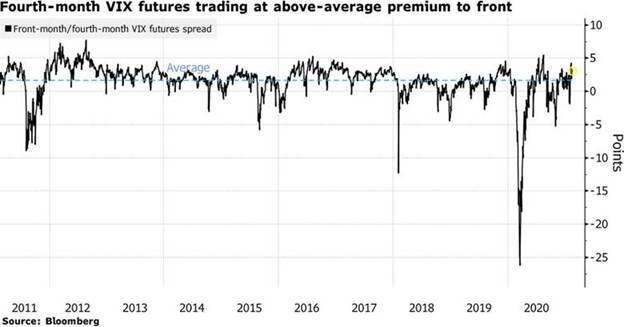 Fourth-month VIX futures trading at above-average premium to front
Front-month/fourth-month VIX futures spread
Average
10
5
0
-5
-10
-15
-20
-25
Points
2011 2012 2013 2014 2015 2016 2017 2018 2019 2020
Source: Bloomberg